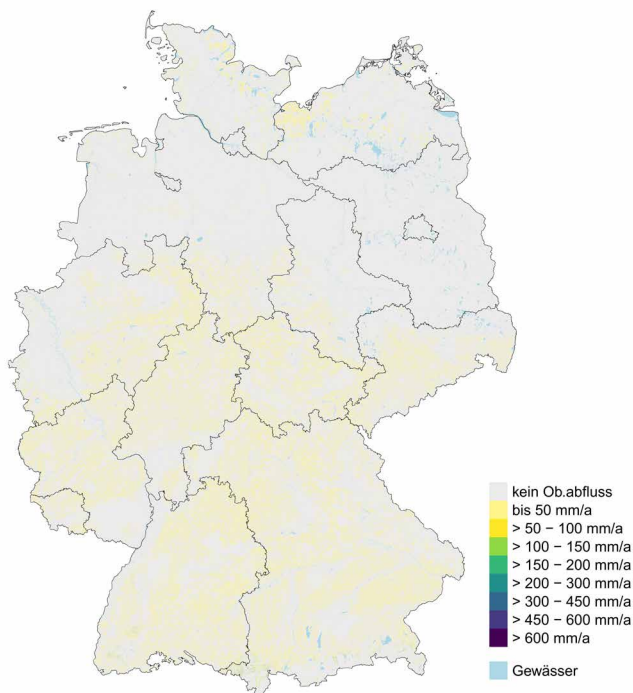 kein Ob.abfluss
bis 50 mm/a
> 50 − 100 mm/a
> 100 − 150 mm/a
> 150 − 200 mm/a
> 200 − 300 mm/a
> 300 − 450 mm/a
> 450 − 600 mm/a
> 600 mm/a
Gewässer